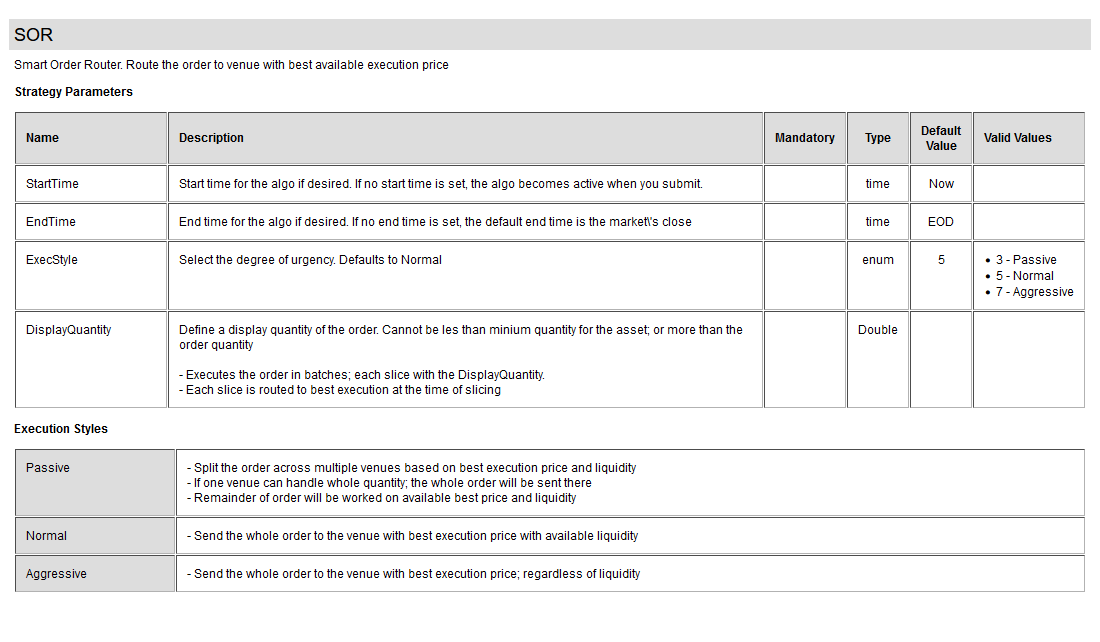 SOR
Smart Order Router. Route the order to venue with best available execution price
Strategy Parameters
Name Description Mandatory Type Default Value Valid Values
StartTime Start time for the algo if desired. If no start time is set, the algo becomes active when you submit. time Now
EndTime End time for the algo if desired. If no end time is set, the default end time is the market\'s close time EOD
ExecStyle Select the degree of urgency. Defaults to Normal enum 5 • 3 - Passive
• 5 - Normal
• 7 - Aggressive
DisplayQuantity Define a display quantity of the order. Cannot be les than minium quantity for the asset; or more than the Double
order quantity
- Executes the order in batches; each slice with the DisplayQuantity.
- Each slice is routed to best execution at the time of slicing
Execution Styles
Passive - Split the order across multiple venues based on best execution price and liquidity
- If one venue can handle whole quantity; the whole order will be sent there
- Remainder of order will be worked on available best price and liquidity
Normal - Send the whole order to the venue with best execution price with available liquidity
Aggressive - Send the whole order to the venue with best execution price; regardless of liquidity